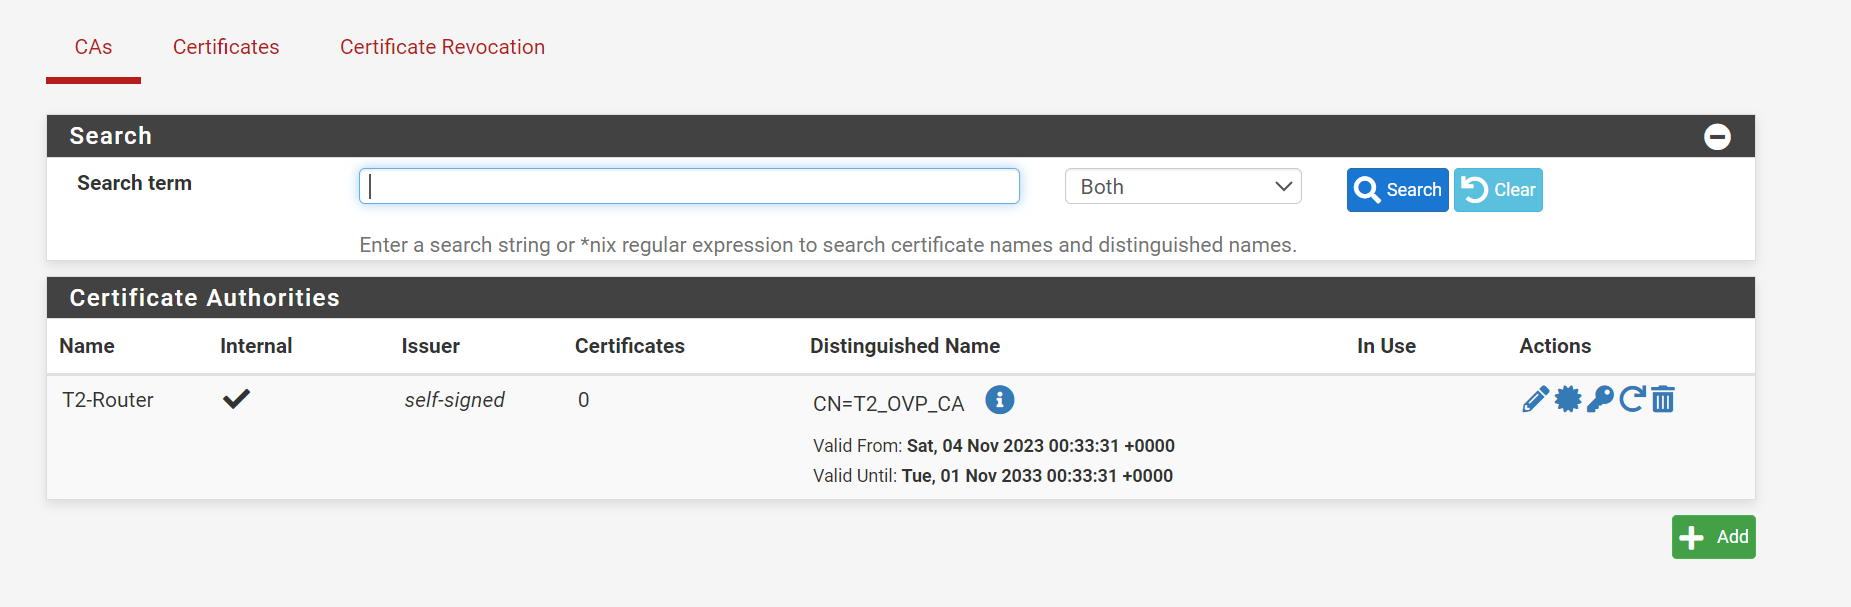 CAs Certificates Certificate Revocation
Search
Search term Both Search Clear
Enter a search string or *nix regular expression to search certificate names and distinguished names.
Certificate Authorities
Name Internal Issuer Certificates Distinguished Name In Use Actions
T2-Router self-signed 0 CN=T2_OVP_CA
Valid From: Sat, 04 Nov 2023 00:33:31 +0000
Valid Until: Tue, 01 Nov 2033 00:33:31 +0000
Add